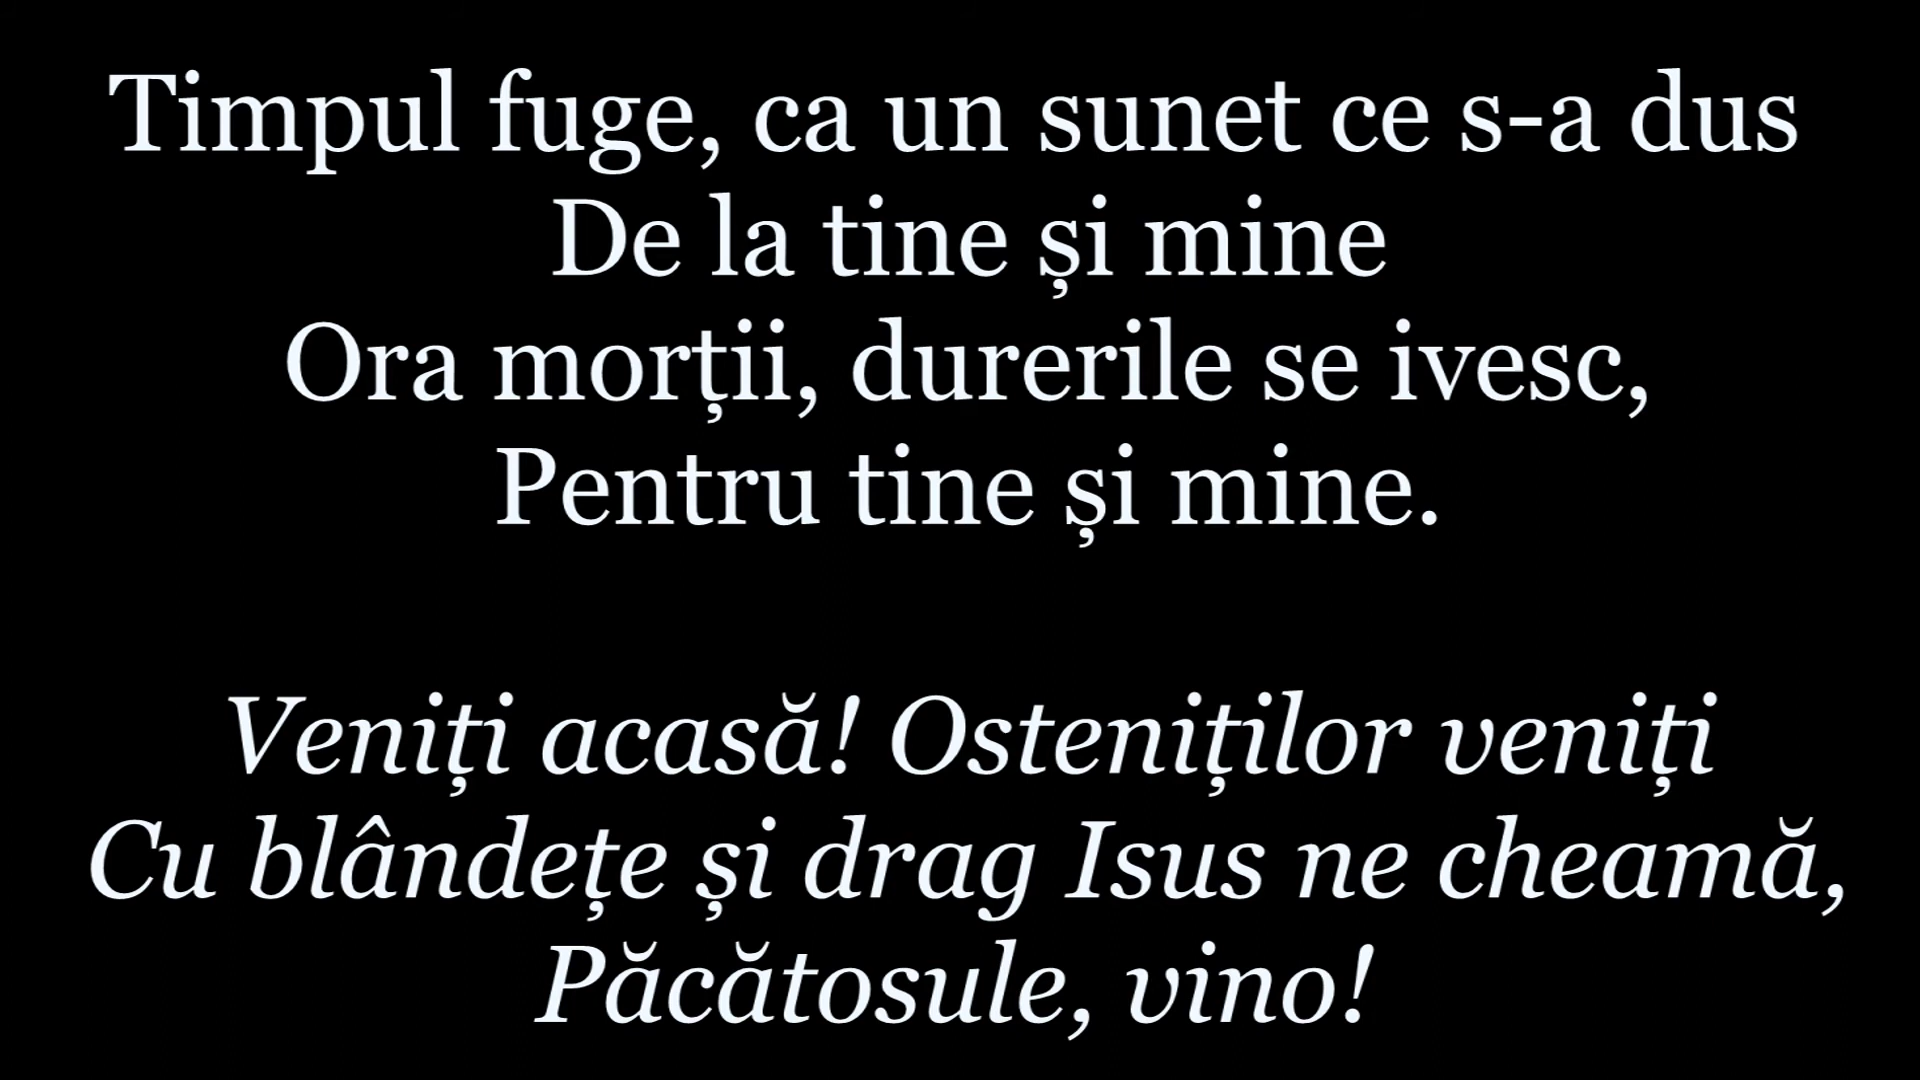 Timpul fuge, ca un sunet ce s-a dus
De la tine și mine
Ora morții, durerile se ivesc,
Pentru tine și mine.
Veniți acasă! Osteniților veniți
Cu blândețe și drag Isus ne cheamă,
Păcătosule, vino!